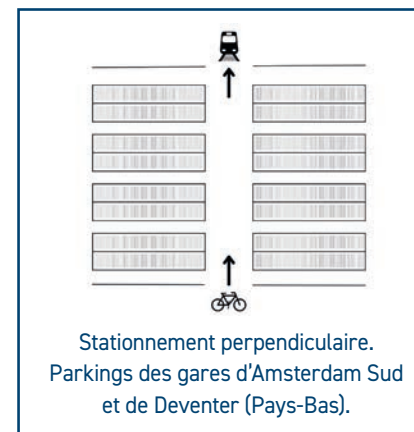 Stationnement perpendiculaire.
Parkings des gares d'Amsterdam Sud
et de Deventer (Pays-Bas).